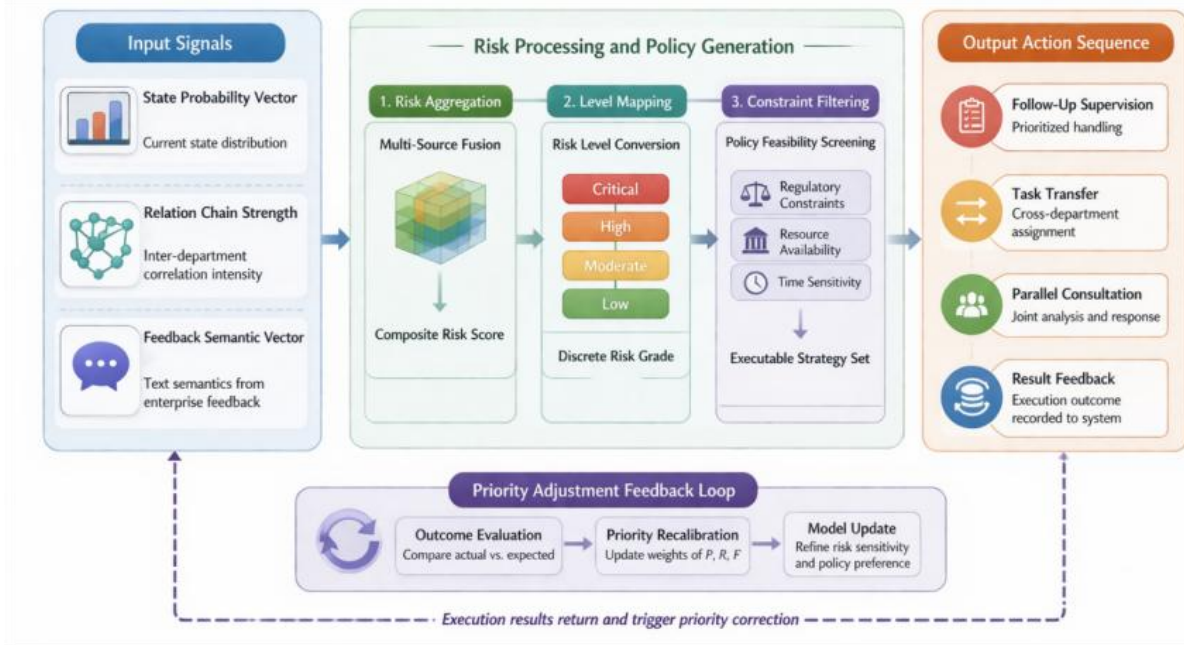 Input Signals
State Probability Vector
Current state distribution
Relation Chain Strength
Inter-department
correlation intensity
Feedback Semantic Vector
Text semantics from
enterprise feedback
Risk Processing and Policy Generation
1. Risk Aggregation
Multi-Source Fusion
Composite Risk Score
2. Level Mapping
Risk Level Conversion
Critical
High
Moderate
Low
Discrete Risk Grade
3. Constraint Filtering
Policy Feasibility Screening
Regulatory
Constraints
Resource
Availability
Time Sensitivity
Executable Strategy Set
Output Action Sequence
Follow-Up Supervision
Prioritized handling
Task Transfer
Cross-department
assignment
Parallel Consultation
Joint analysis and response
Result Feedback
Execution outcome
recorded to system
Priority Adjustment Feedback Loop
Outcome Evaluation
Compare actual vs. expected
Priority Recalibration
Update weights of P, R, F
Model Update
Refine risk sensitivity
and policy preference
Execution results return and trigger priority correction